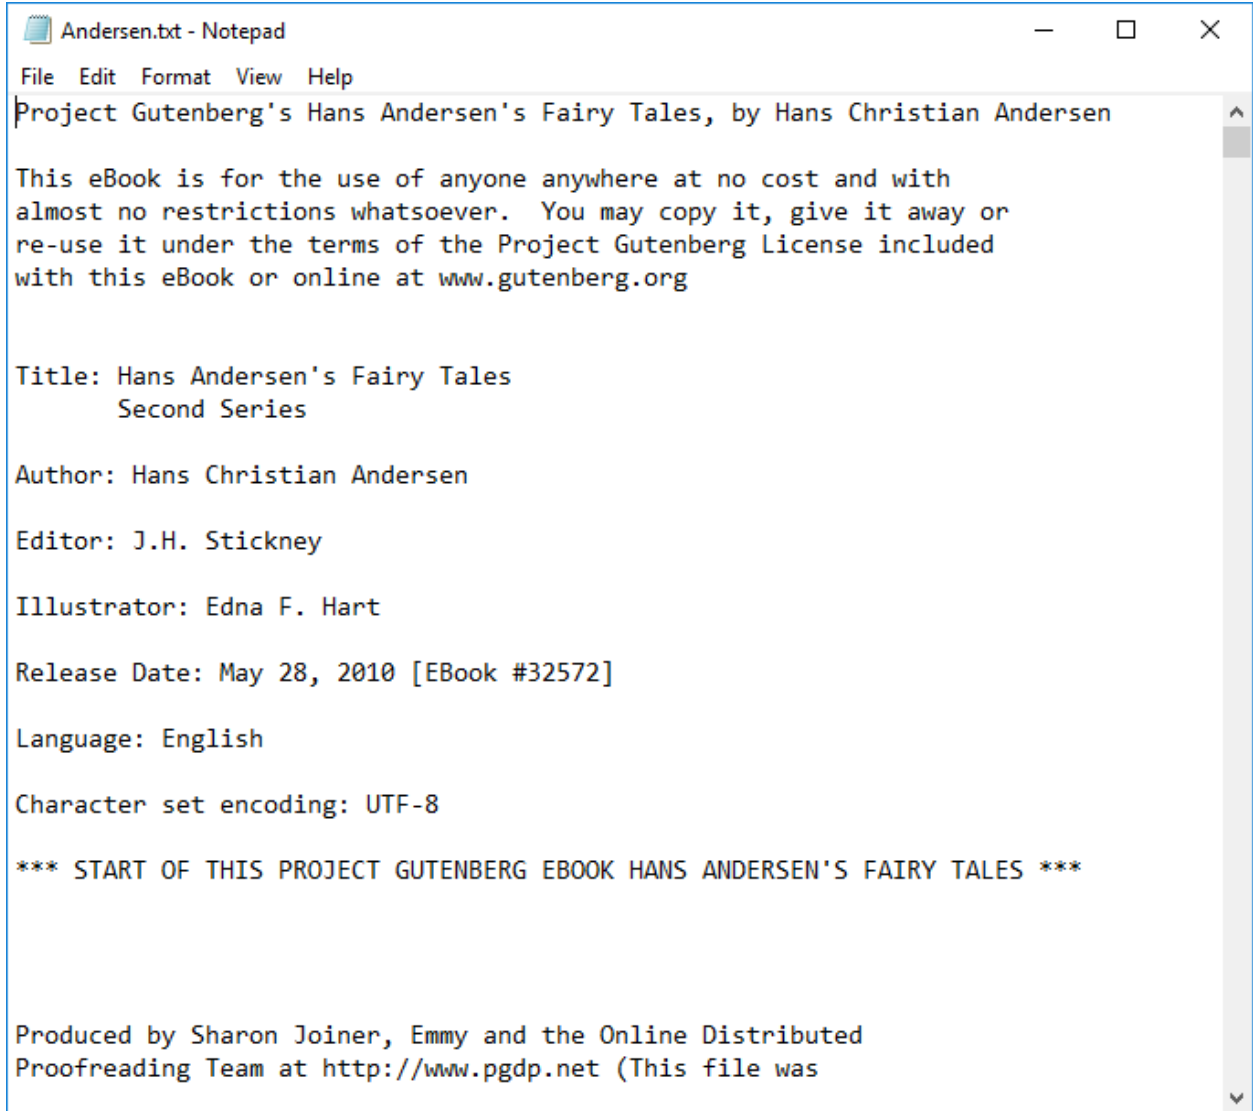 Andersen.txt - Notepad
File Edit Format View Help
Project Gutenberg's Hans Andersen's Fairy Tales, by Hans Christian Andersen
This eBook is for the use of anyone anywhere at no cost and with
almost no restrictions whatsoever.  You may copy it, give it away or
re-use it under the terms of the Project Gutenberg License included
with this eBook or online at www.gutenberg.org
Title: Hans Andersen's Fairy Tales
       Second Series
Author: Hans Christian Andersen
Editor: J.H. Stickney
Illustrator: Edna F. Hart
Release Date: May 28, 2010 [EBook #32572]
Language: English
Character set encoding: UTF-8
*** START OF THIS PROJECT GUTENBERG EBOOK HANS ANDERSEN'S FAIRY TALES ***
Produced by Sharon Joiner, Emmy and the Online Distributed
Proofreading Team at http://www.pgdp.net (This file was